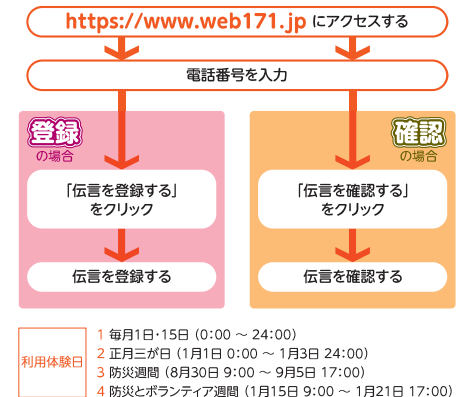 https://www.web171.jp にアクセスする
電話番号を入力
登録
の場合
「伝言を登録する」
をクリック
伝言を登録する
確認
の場合
「伝言を確認する」
をクリック
伝言を確認する
利用体験日
1 毎月1日・15日（0：00 ～ 24：00）
2 正月三が日（1月1日 0：00 ～ 1月3日 24：00）
3 防災週間（8月30日 9：00 ～ 9月5日 17：00）
4 防災とボランティア週間（1月15日 9：00 ～ 1月21日 17：00）